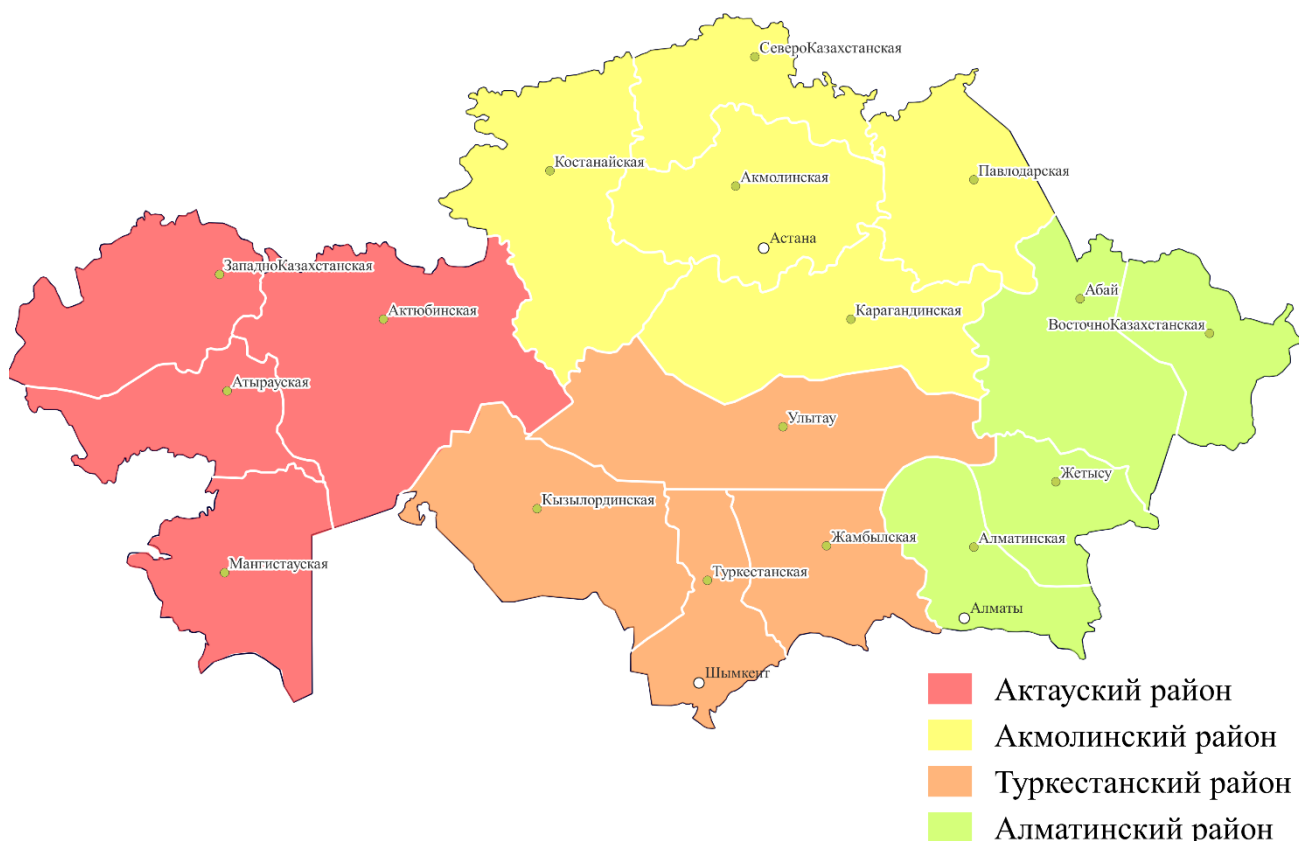 СевероКазахстанская
Костанайская
Акмолинская
Павлодарская
Астана
ЗападноКазахстанская
Абай
Актюбинская
Карагандинская
ВосточноКазахстанская
Атырауская
Улытау
Жетысу
Кызылординская
Жамбылская
Алматинская
Мангистауская
Туркестанская
Алматы
Шымкент
Актауский район
Акмолинский район
Туркестанский район
Алматинский район